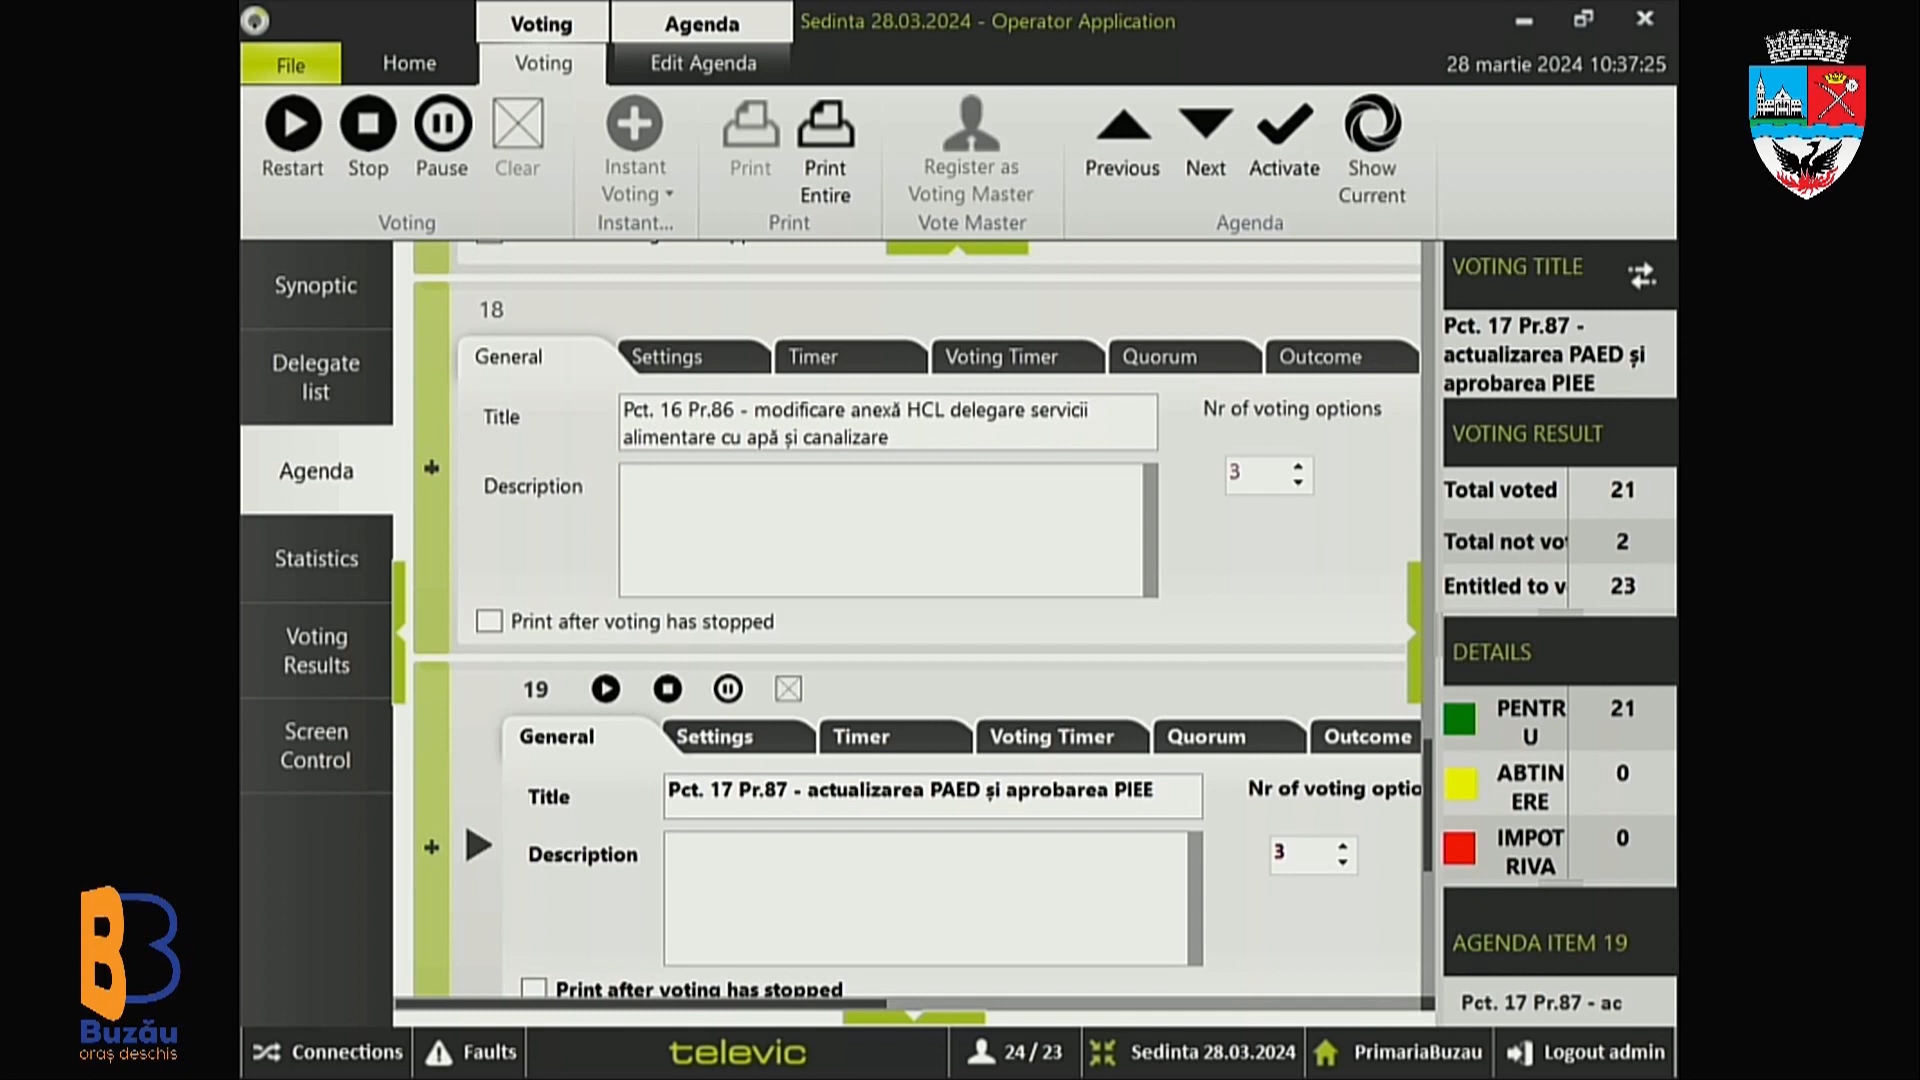 Voting
Agenda
Sedinta 28.03.2024 - Operator Application
File
Home
Voting
Edit Agenda
28 martie 2024 10:37:25
Restart
Stop
Pause
Clear
Voting
Instant
Voting
Instant...
Print
Print
Entire
Print
Register as
Voting Master
Vote Master
Previous
Next
Activate
Show
Current
Agenda
Synoptic
Delegate
list
Agenda
Statistics
Voting
Results
Screen
Control
18
General
Settings
Timer
Voting Timer
Quorum
Outcome
Title
Pct. 16 Pr.86 - modificare anexă HCL delegare servicii
alimentare cu apă și canalizare
Nr of voting options
3
Description
Print after voting has stopped
19
General
Settings
Timer
Voting Timer
Quorum
Outcome
Title
Pct. 17 Pr.87 - actualizarea PAED și aprobarea PIEE
Nr of voting optio
3
Description
Print after voting has stopped
VOTING TITLE
Pct. 17 Pr.87 -
actualizarea PAED și
aprobarea PIEE
VOTING RESULT
Total voted 21
Total not vo 2
Entitled to v 23
DETAILS
PENTR
U
21
ABTIN
ERE
0
IMPOT
RIVA
0
AGENDA ITEM 19
Pct. 17 Pr.87 - ac
Connections
Faults
televic
24 / 23
Sedinta 28.03.2024
PrimariaBuzau
Logout admin
Buzău
oraș deschis